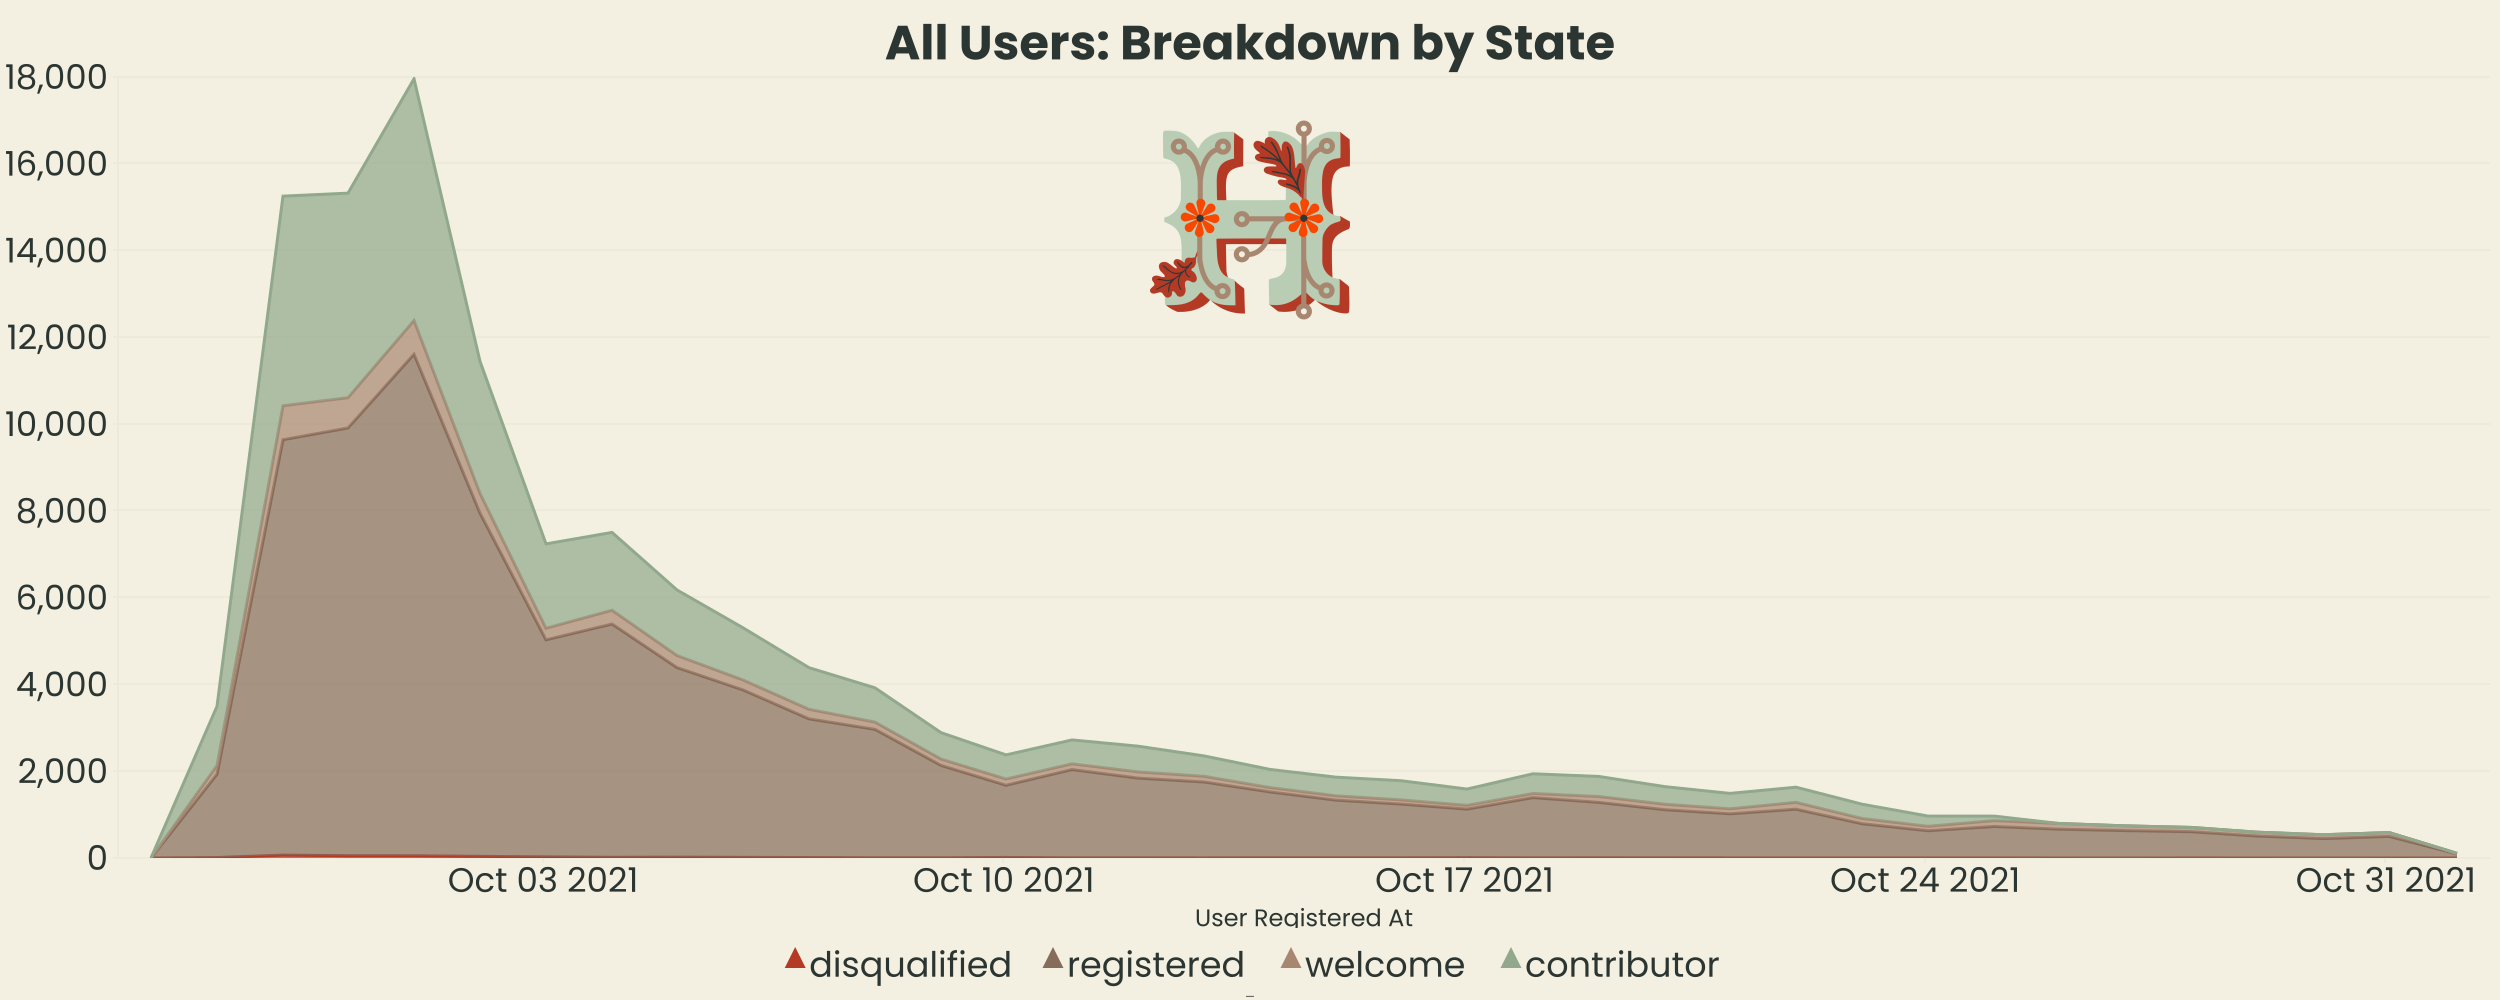 All Users: Breakdown by State
18,000
16,000
14,000
12,000
10,000
8,000
6,000
4,000
2,000
0
Oct 03 2021 Oct 10 2021 Oct 17 2021 Oct 24 2021 Oct 31 2021
User Registered At
disqualified registered welcome contributor